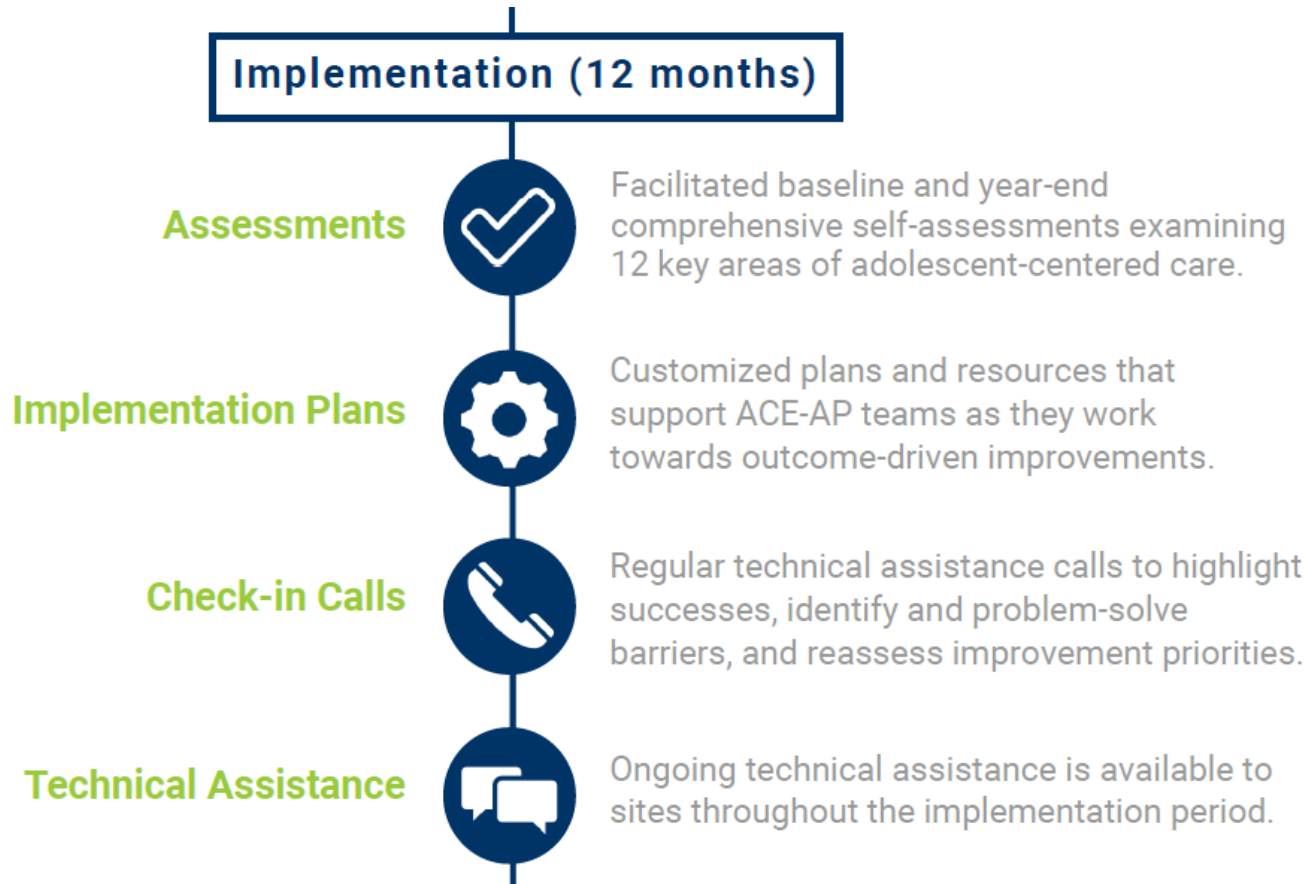 Implementation (12 months)
Assessments
Facilitated baseline and year-end
comprehensive self-assessments examining
12 key areas of adolescent-centered care.
Implementation Plans
Customized plans and resources that
support ACE-AP teams as they work
towards outcome-driven improvements.
Check-in Calls
Regular technical assistance calls to highlight
successes, identify and problem-solve
barriers, and reassess improvement priorities.
Technical Assistance
Ongoing technical assistance is available to
sites throughout the implementation period.